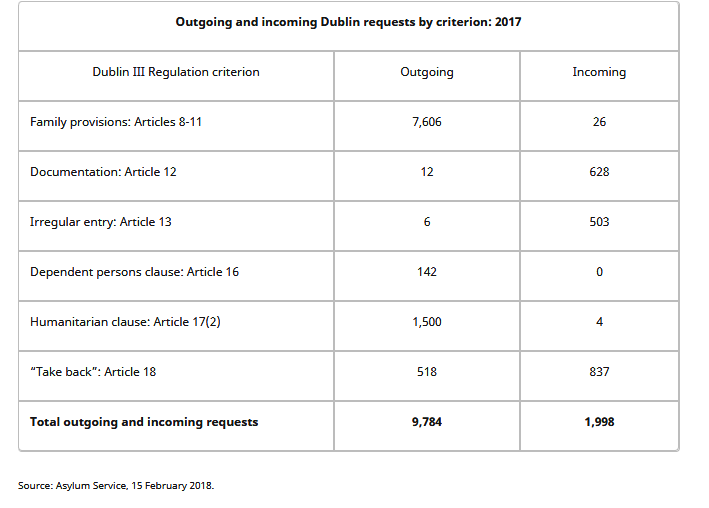 Outgoing and incoming Dublin requests by criterion: 2017
Dublin III Regulation criterion Outgoing Incoming
Family provisions: Articles 8-11 7,606 26
Documentation: Article 12 12 628
Irregular entry: Article 13 6 503
Dependent persons clause: Article 16 142 0
Humanitarian clause: Article 17(2) 1,500 4
“Take back”: Article 18 518 837
Total outgoing and incoming requests 9,784 1,998
Source: Asylum Service, 15 February 2018.